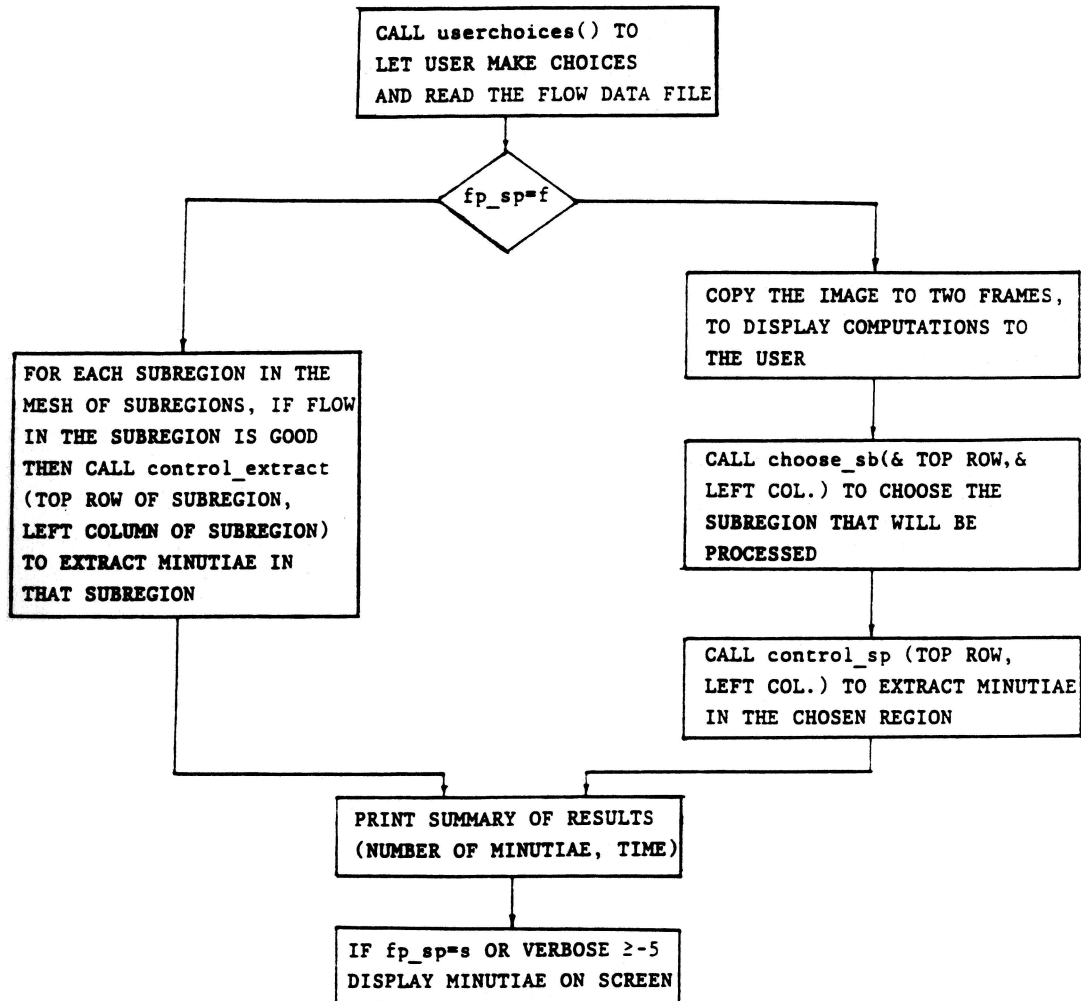 CALL userchoices() TO
LET USER MAKE CHOICES
AND READ THE FLOW DATA FILE
fp_sp=f
FOR EACH SUBREGION IN THE
MESH OF SUBREGIONS, IF FLOW
IN THE SUBREGION IS GOOD
THEN CALL control_extract
(TOP ROW OF SUBREGION,
LEFT COLUMN OF SUBREGION)
TO EXTRACT MINUTIAE IN
THAT SUBREGION
COPY THE IMAGE TO TWO FRAMES,
TO DISPLAY COMPUTATIONS TO
THE USER
CALL choose_sb(& TOP ROW,&
LEFT COL.) TO CHOOSE THE
SUBREGION THAT WILL BE
PROCESSED
CALL control_sp (TOP ROW,
LEFT COL.) TO EXTRACT MINUTIAE
IN THE CHOSEN REGION
PRINT SUMMARY OF RESULTS
(NUMBER OF MINUTIAE, TIME)
IF fp_sp=s OR VERBOSE ≥-5
DISPLAY MINUTIAE ON SCREEN